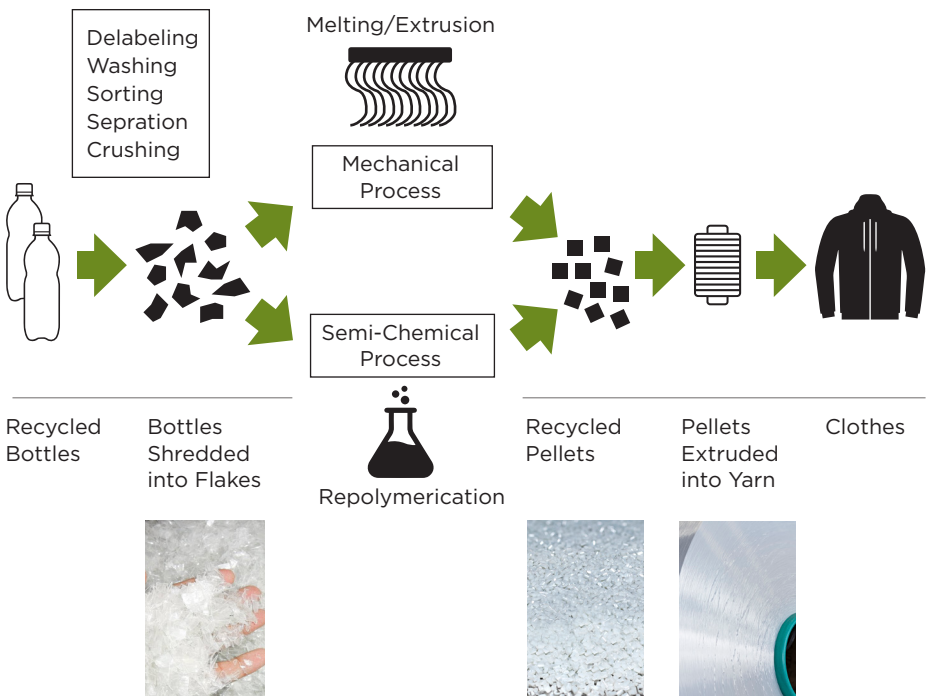 Delabeling
Washing
Sorting
Sepration
Crushing
Melting/Extrusion
Mechanical
Process
Semi-Chemical
Process
Repolymerication
Recycled
Bottles
Bottles
Shredded
into Flakes
Recycled
Pellets
Pellets
Extruded
into Yarn
Clothes